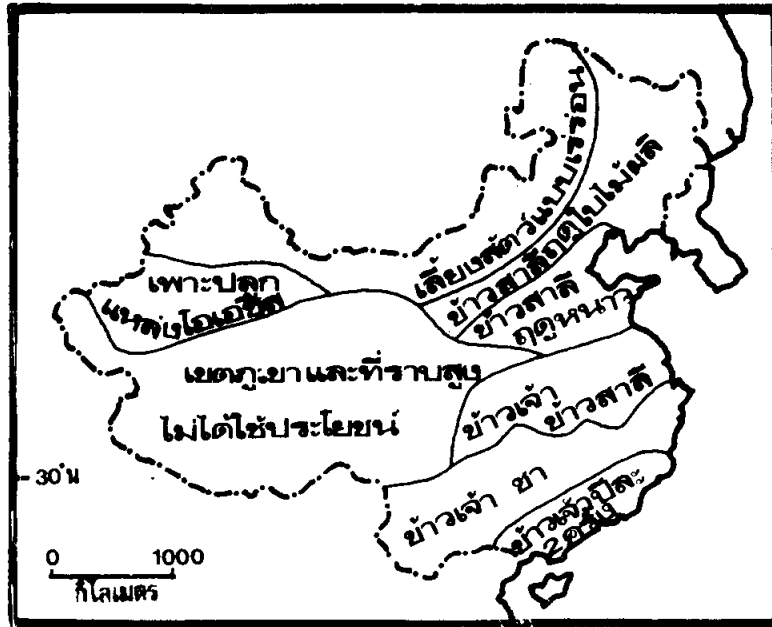 เลี้ยงสัตว์แบบเร่ร่อน
ข้าวสาลีฤดูใบไม้ผลิ
ข้าวสาลี
ฤดูหนาว
เพาะปลูก
แหล่งโอเอซีส
เขตภูเขาและที่ราบสูง
ไม่ได้ใช้ประโยชน์
ข้าวเจ้า
ข้าวสาลี
30°น
ข้าวเจ้า ชา
ข้าวเจ้าปีละ
2 ครั้ง
0 1000
กิโลเมตร